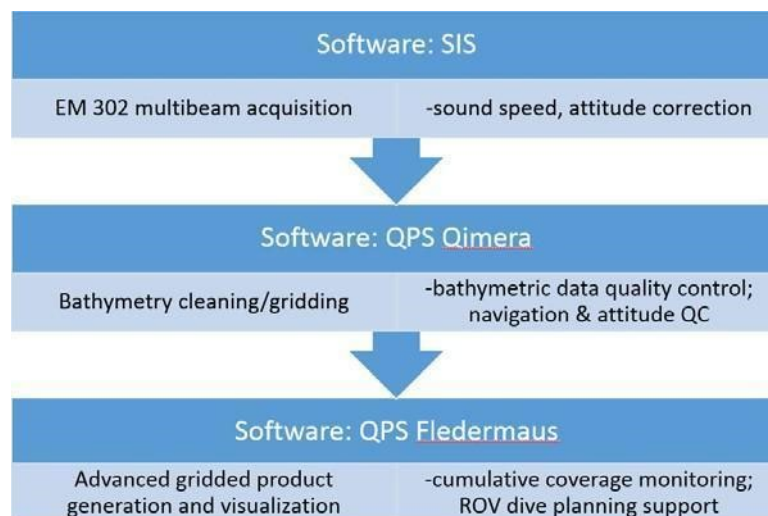 Software: SIS
EM 302 multibeam acquisition
-sound speed, attitude correction
Software: QPS Qimera
Bathymetry cleaning/gridding
-bathymetric data quality control;
navigation & attitude QC
Software: QPS Fledermaus
Advanced gridded product
generation and visualization
-cumulative coverage monitoring;
ROV dive planning support